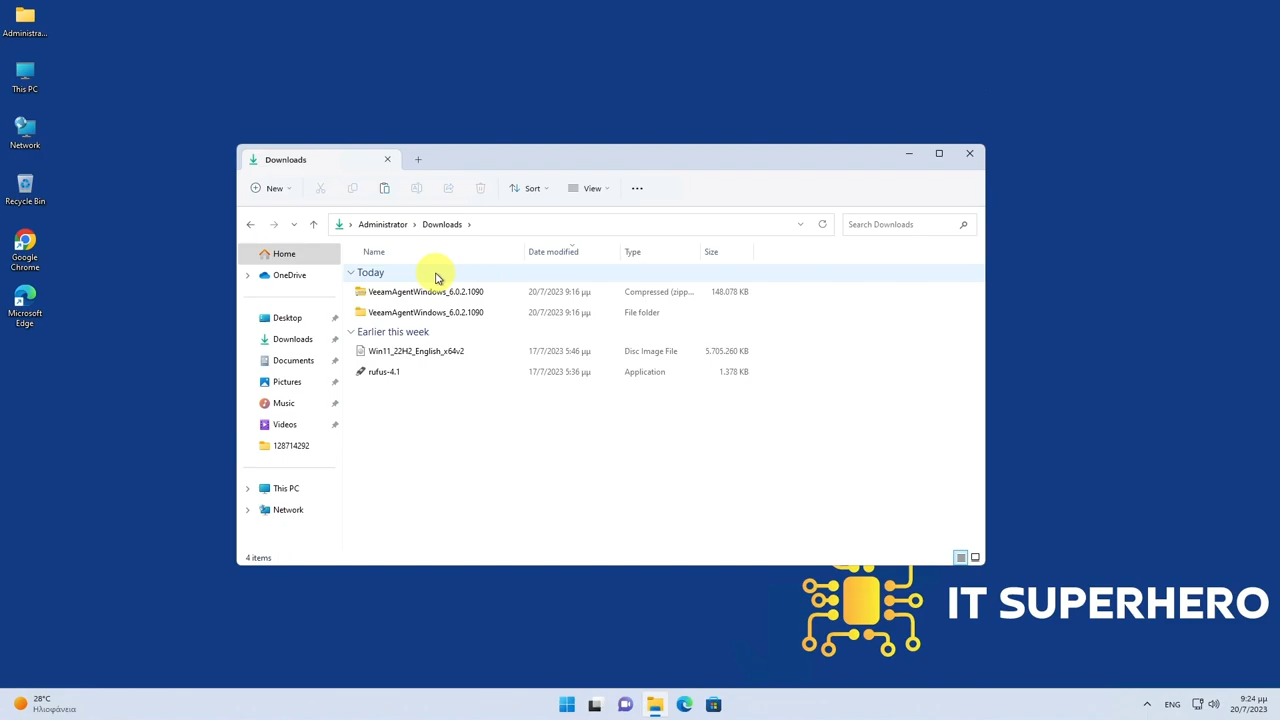 Administra...
This PC
Network
Recycle Bin
Google
Chrome
Microsoft
Edge
Downloads
New
Sort
View
Administrator
Downloads
Search Downloads
Home
OneDrive
Desktop
Downloads
Documents
Pictures
Music
Videos
128714292
This PC
Network
Name Date modified Type Size
Today
VeeamAgentWindows_6.0.2.1090 20/7/2023 9:16 μμ Compressed (zipp... 148.078 KB
VeeamAgentWindows_6.0.2.1090 20/7/2023 9:16 μμ File folder
Earlier this week
Win11_22H2_English_x64v2 17/7/2023 5:46 μμ Disc Image File 5.705.260 KB
rufus-4.1 17/7/2023 5:36 μμ Application 1.378 KB
4 items
IT SUPERHERO
28°C
Ηλιοφάνεια
ENG
9:24 μμ
20/7/2023